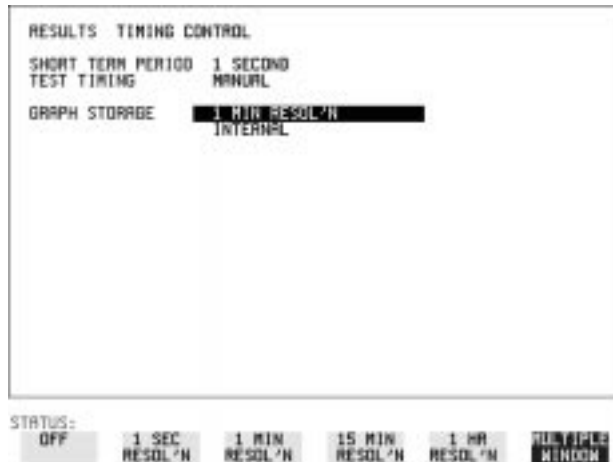 RESULTS TIMING CONTROL
SHORT TERM PERIOD 1 SECOND
TEST TIMING MANUAL
GRAPH STORAGE 1 MIN RESOL'N
INTERNAL
STATUS:
OFF 1 SEC RESOL'N 1 MIN RESOL'N 15 MIN RESOL'N 1 HR RESOL'N MULTIPLE WINDOW